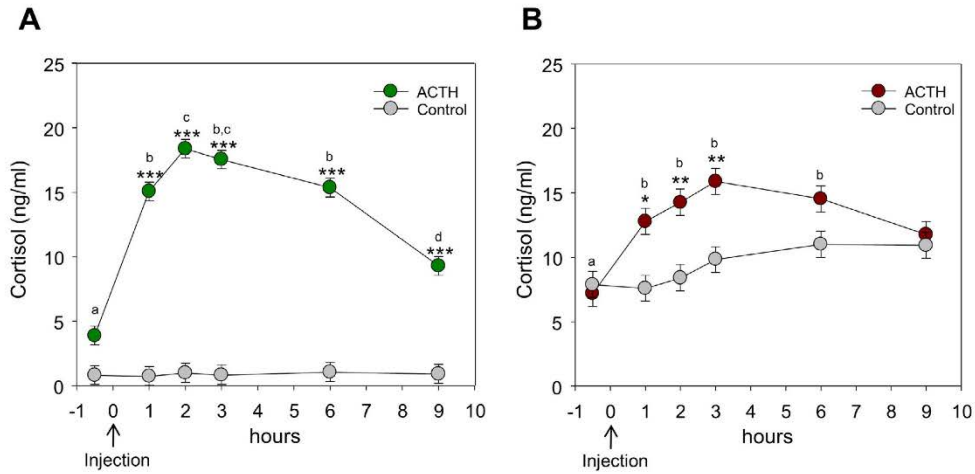 A
25
20
15
10
5
0
Cortisol (ng/ml)
ACTH
Control
a
b
***
c
***
b,c
***
b
***
d
***
-1 0 1 2 3 4 5 6 7 8 9 10
hours
Injection
B
25
20
15
10
5
0
Cortisol (ng/ml)
ACTH
Control
a
b
*
b
**
b
**
b
-1 0 1 2 3 4 5 6 7 8 9 10
hours
Injection